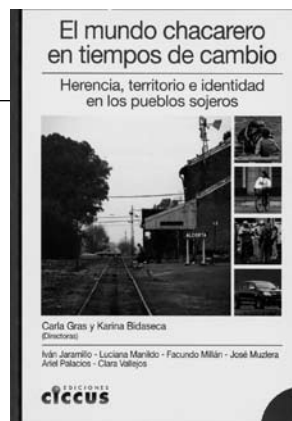 El mundo chacarero
en tiempos de cambio
Herencia, territorio e identidad
en los pueblos sojeros
ALCORTA
Carla Gras y Karina Bidaseca
(Directoras)
Iván Jaramillo - Luciana Manildo - Facundo Millán - José Muzlera
Ariel Palacios - Clara Vallejos
EDICIONES
CICCUS